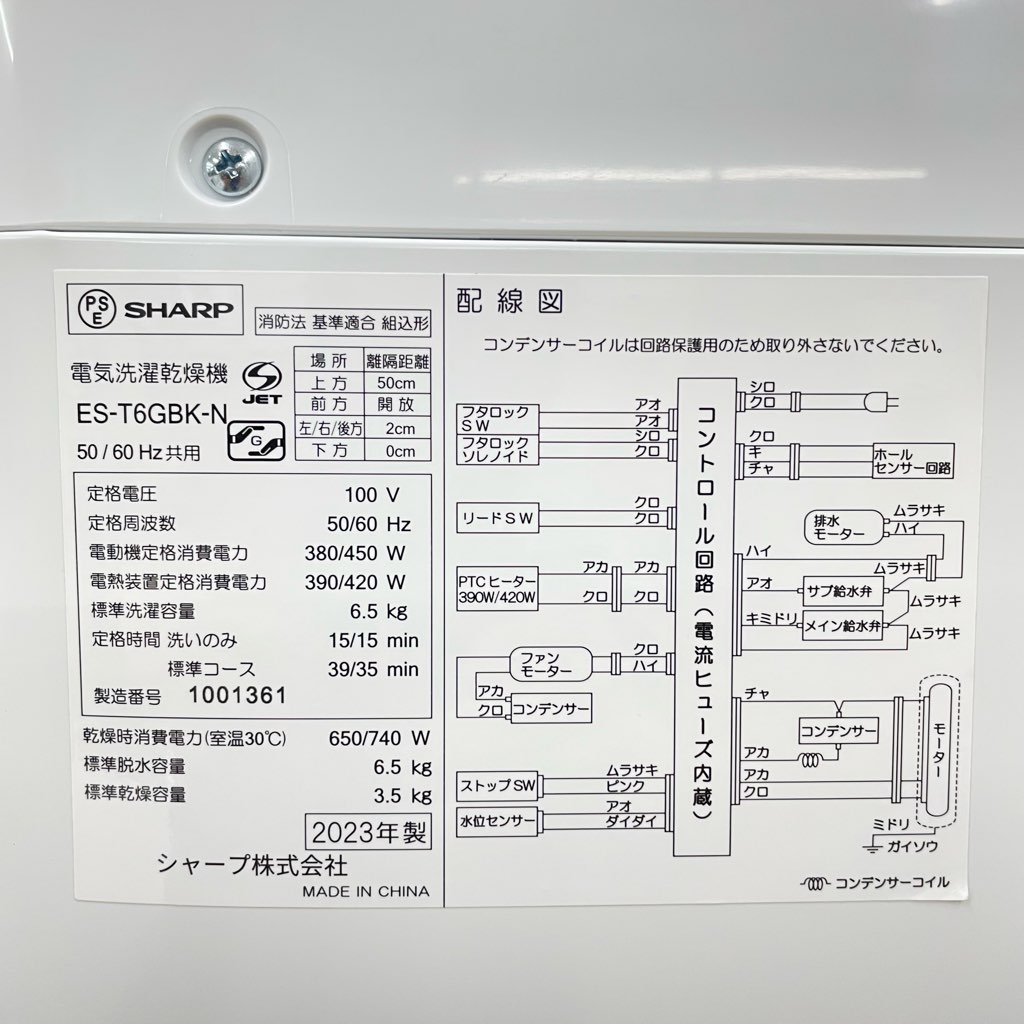 PSE SHARP
消防法 基準適合 組込形
電気洗濯乾燥機
JET
ES-T6GBK-N
G
50/60 Hz共用
場所 離隔距離
上方 50cm
前方 開放
左/右/後方 2cm
下方 0cm
定格電圧 100 V
定格周波数 50/60 Hz
電動機定格消費電力 380/450 W
電熱装置定格消費電力 390/420 W
標準洗濯容量 6.5 kg
定格時間 洗いのみ 15/15 min
標準コース 39/35 min
製造番号 1001361
乾燥時消費電力(室温30℃) 650/740 W
標準脱水容量 6.5 kg
標準乾燥容量 3.5 kg
2023年製
シャープ株式会社
MADE IN CHINA
配線図
コンデンサーコイルは回路保護用のため取り外さないでください。
フタロック
SW
アオ
アオ
フタロック
ソレノイド
シロ
クロ
リードSW
クロ
クロ
PTCヒーター
390W/420W
アカ アカ
クロ クロ
ファン
モーター
クロ
ハイ
アカ
クロ
コンデンサー
ストップSW
ムラサキ
ピンク
水位センサー
アオ
ダイダイ
コントロール回路(電流ヒューズ内蔵)
シロ
クロ
クロ
キ
チャ
ホール
センサー回路
排水
モーター
ムラサキ
ハイ
ハイ
ムラサキ
アオ
サブ給水弁
ムラサキ
キミドリ
メイン給水弁
ムラサキ
チャ
コンデンサー
アカ
アカ
クロ
モーター
ミドリ
ガイソウ
コンデンサーコイル